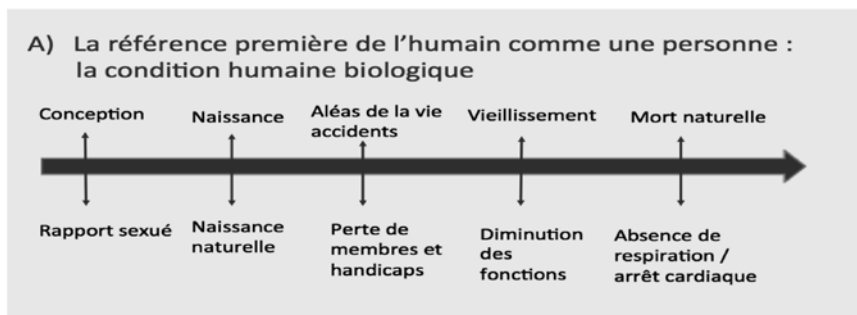 A) La référence première de l'humain comme une personne :
la condition humaine biologique
Conception
Naissance
Aléas de la vie
accidents
Vieillissement
Mort naturelle
Rapport sexué
Naissance
naturelle
Perte de
membres et
handicaps
Diminution
des
fonctions
Absence de
respiration /
arrêt cardiaque